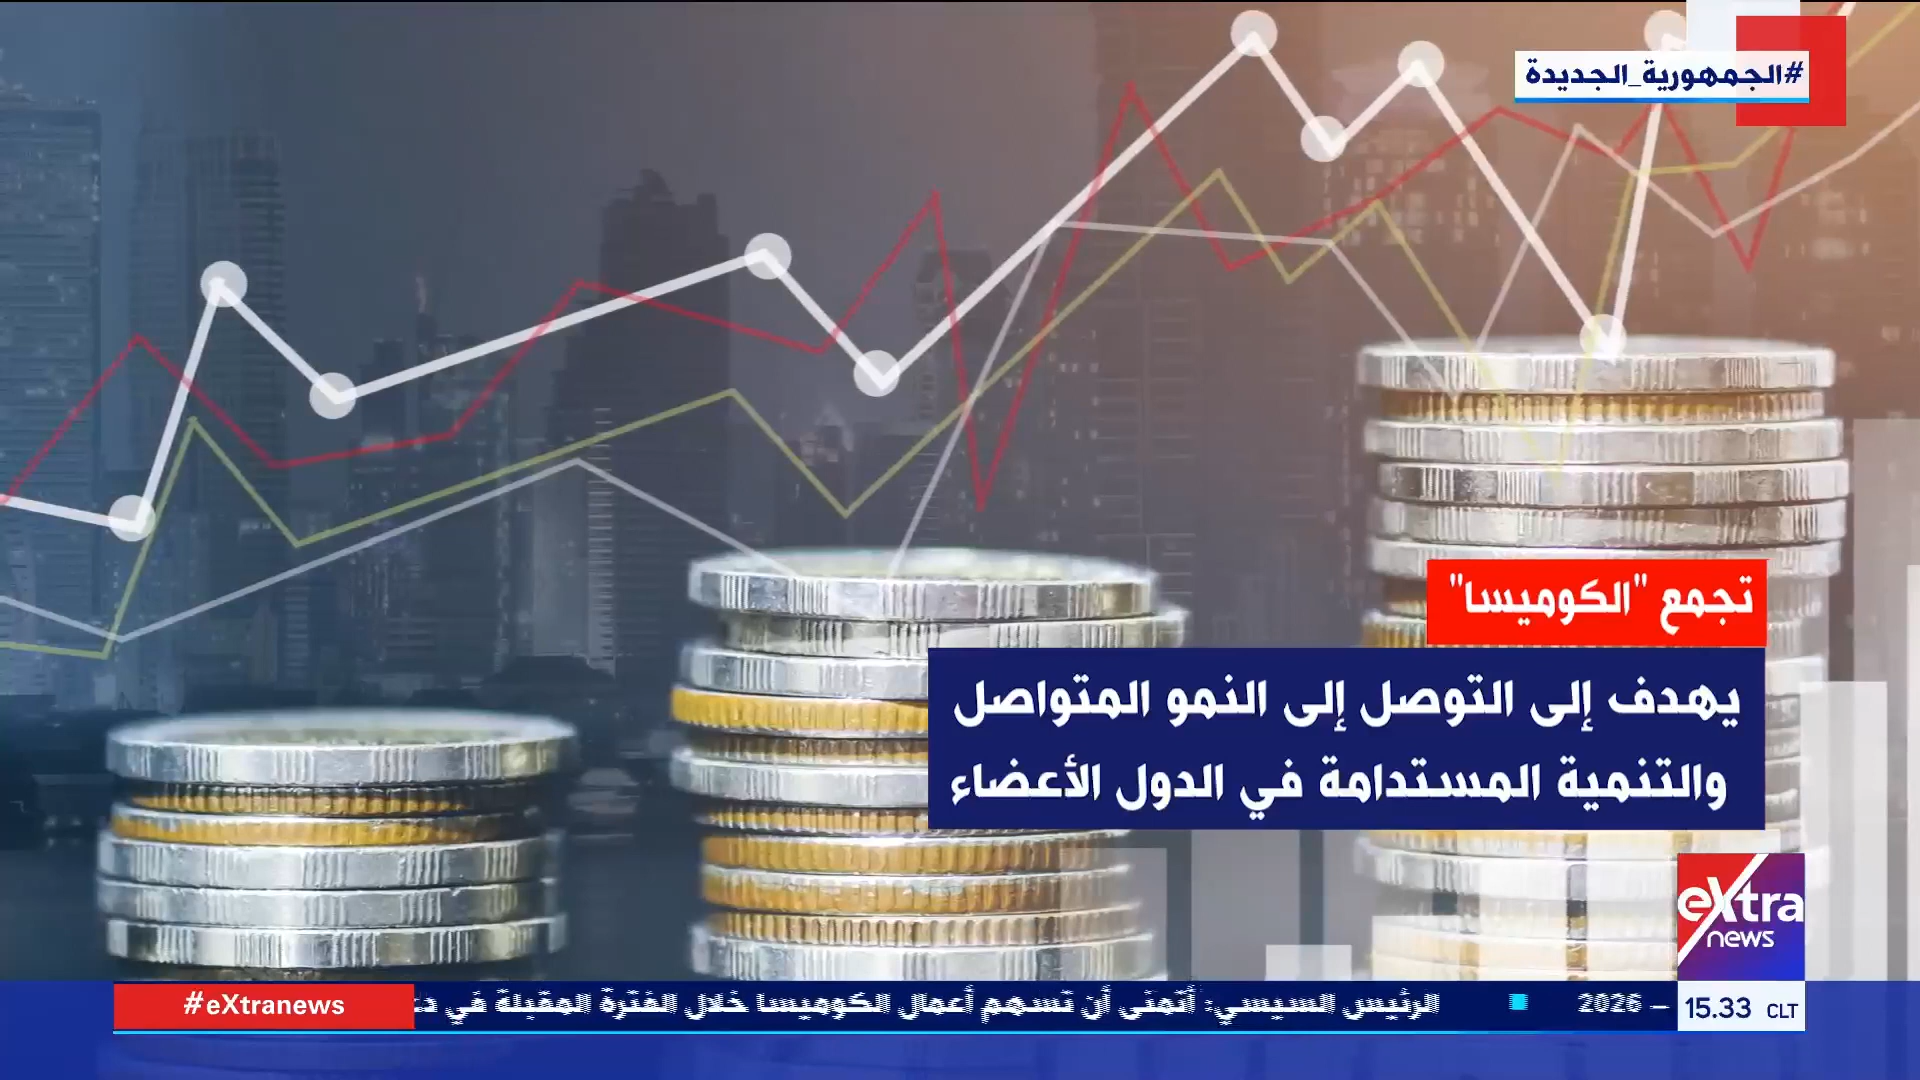 #الجمهورية_الجديدة
تجمع "الكوميسا"
يهدف إلى التوصل إلى النمو المتواصل
والتنمية المستدامة في الدول الأعضاء
eXtra
news
#eXtranews
2026 –
الرئيس السيسي: أتمنى أن تسهم أعمال الكوميسا خلال الفترة المقبلة في
15.33 CLT